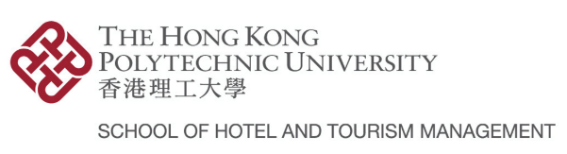 THE HONG KONG
POLYTECHNIC UNIVERSITY
香港理工大學
SCHOOL OF HOTEL AND TOURISM MANAGEMENT